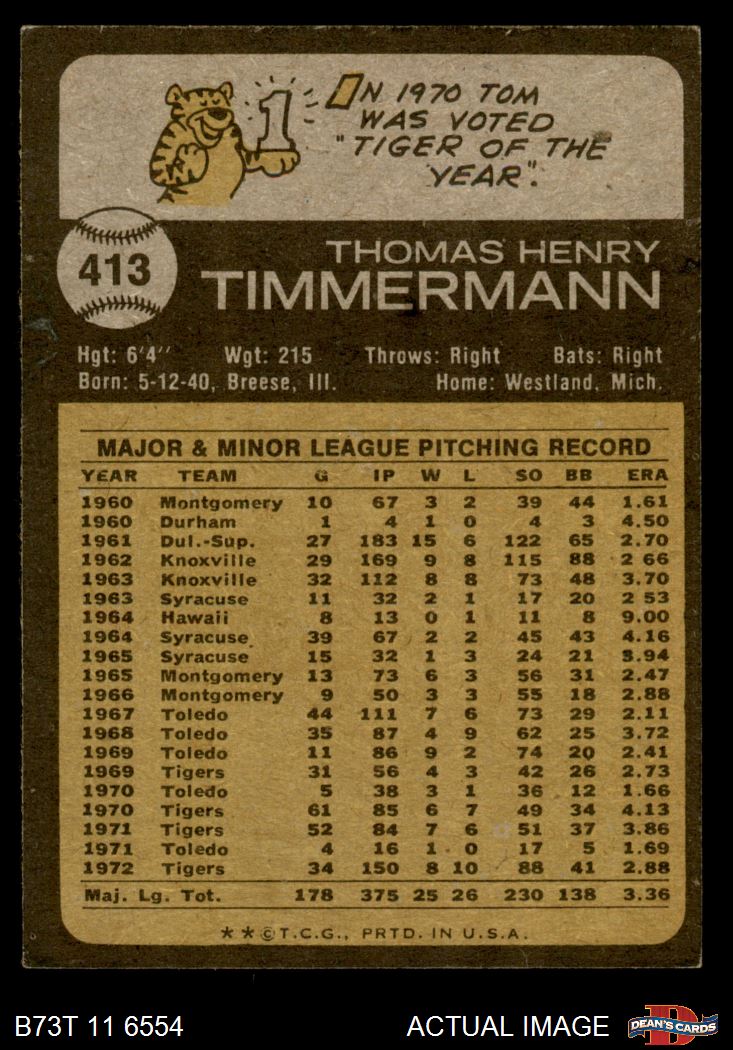 IN 1970 TOM
WAS VOTED
"TIGER OF THE
YEAR".
1
413
THOMAS HENRY
TIMMERMANN
Hgt: 6'4" Wgt: 215 Throws: Right Bats: Right
Born: 5-12-40, Breese, Ill. Home: Westland, Mich.
MAJOR & MINOR LEAGUE PITCHING RECORD
YEAR TEAM G IP W L SO BB ERA
1960 Montgomery 10 67 3 2 39 44 1.61
1960 Durham 1 4 1 0 4 3 4.50
1961 Dul.-Sup. 27 183 15 6 122 65 2.70
1962 Knoxville 29 169 9 8 115 88 2 66
1963 Knoxville 32 112 8 8 73 48 3.70
1963 Syracuse 11 32 2 1 17 20 2 53
1964 Hawaii 8 13 0 1 11 8 9.00
1964 Syracuse 39 67 2 2 45 43 4.16
1965 Syracuse 15 32 1 3 24 21 3.94
1965 Montgomery 13 73 6 3 56 31 2.47
1966 Montgomery 9 50 3 3 55 18 2.88
1967 Toledo 44 111 7 6 73 29 2.11
1968 Toledo 35 87 4 9 62 25 3.72
1969 Toledo 11 86 9 2 74 20 2.41
1969 Tigers 31 56 4 3 42 26 2.73
1970 Toledo 5 38 3 1 36 12 1.66
1970 Tigers 61 85 6 7 49 34 4.13
1971 Tigers 52 84 7 6 51 37 3.86
1971 Toledo 4 16 1 0 17 5 1.69
1972 Tigers 34 150 8 10 88 41 2.88
Maj. Lg. Tot. 178 375 25 26 230 138 3.36
**©T.C.G., PRTD. IN U.S.A.
B73T 11 6554 ACTUAL IMAGE D DEAN'S CARDS